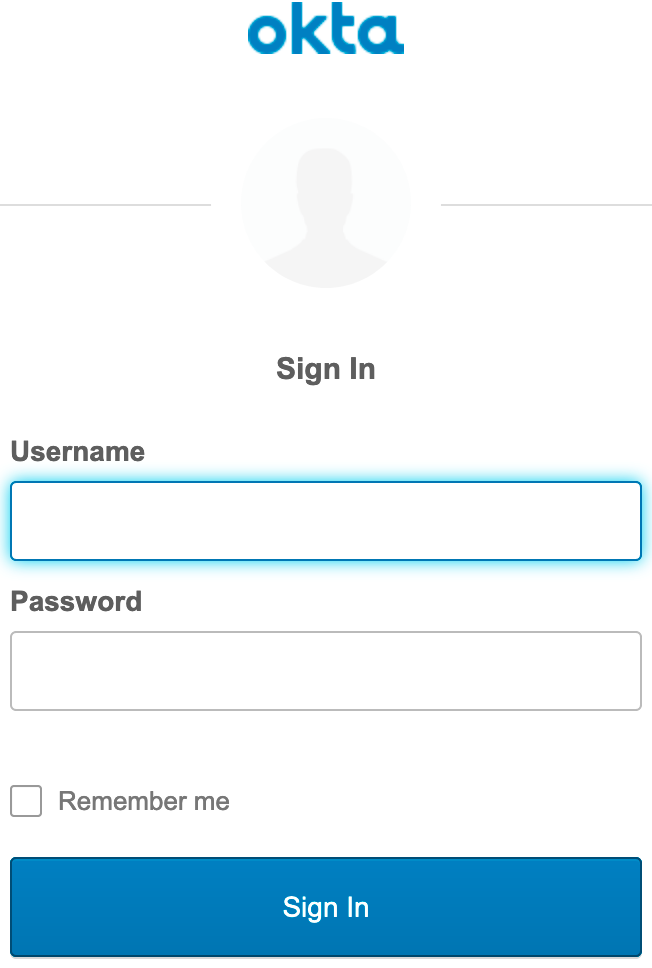 okta
Sign In
Username
Password
Remember me
Sign In